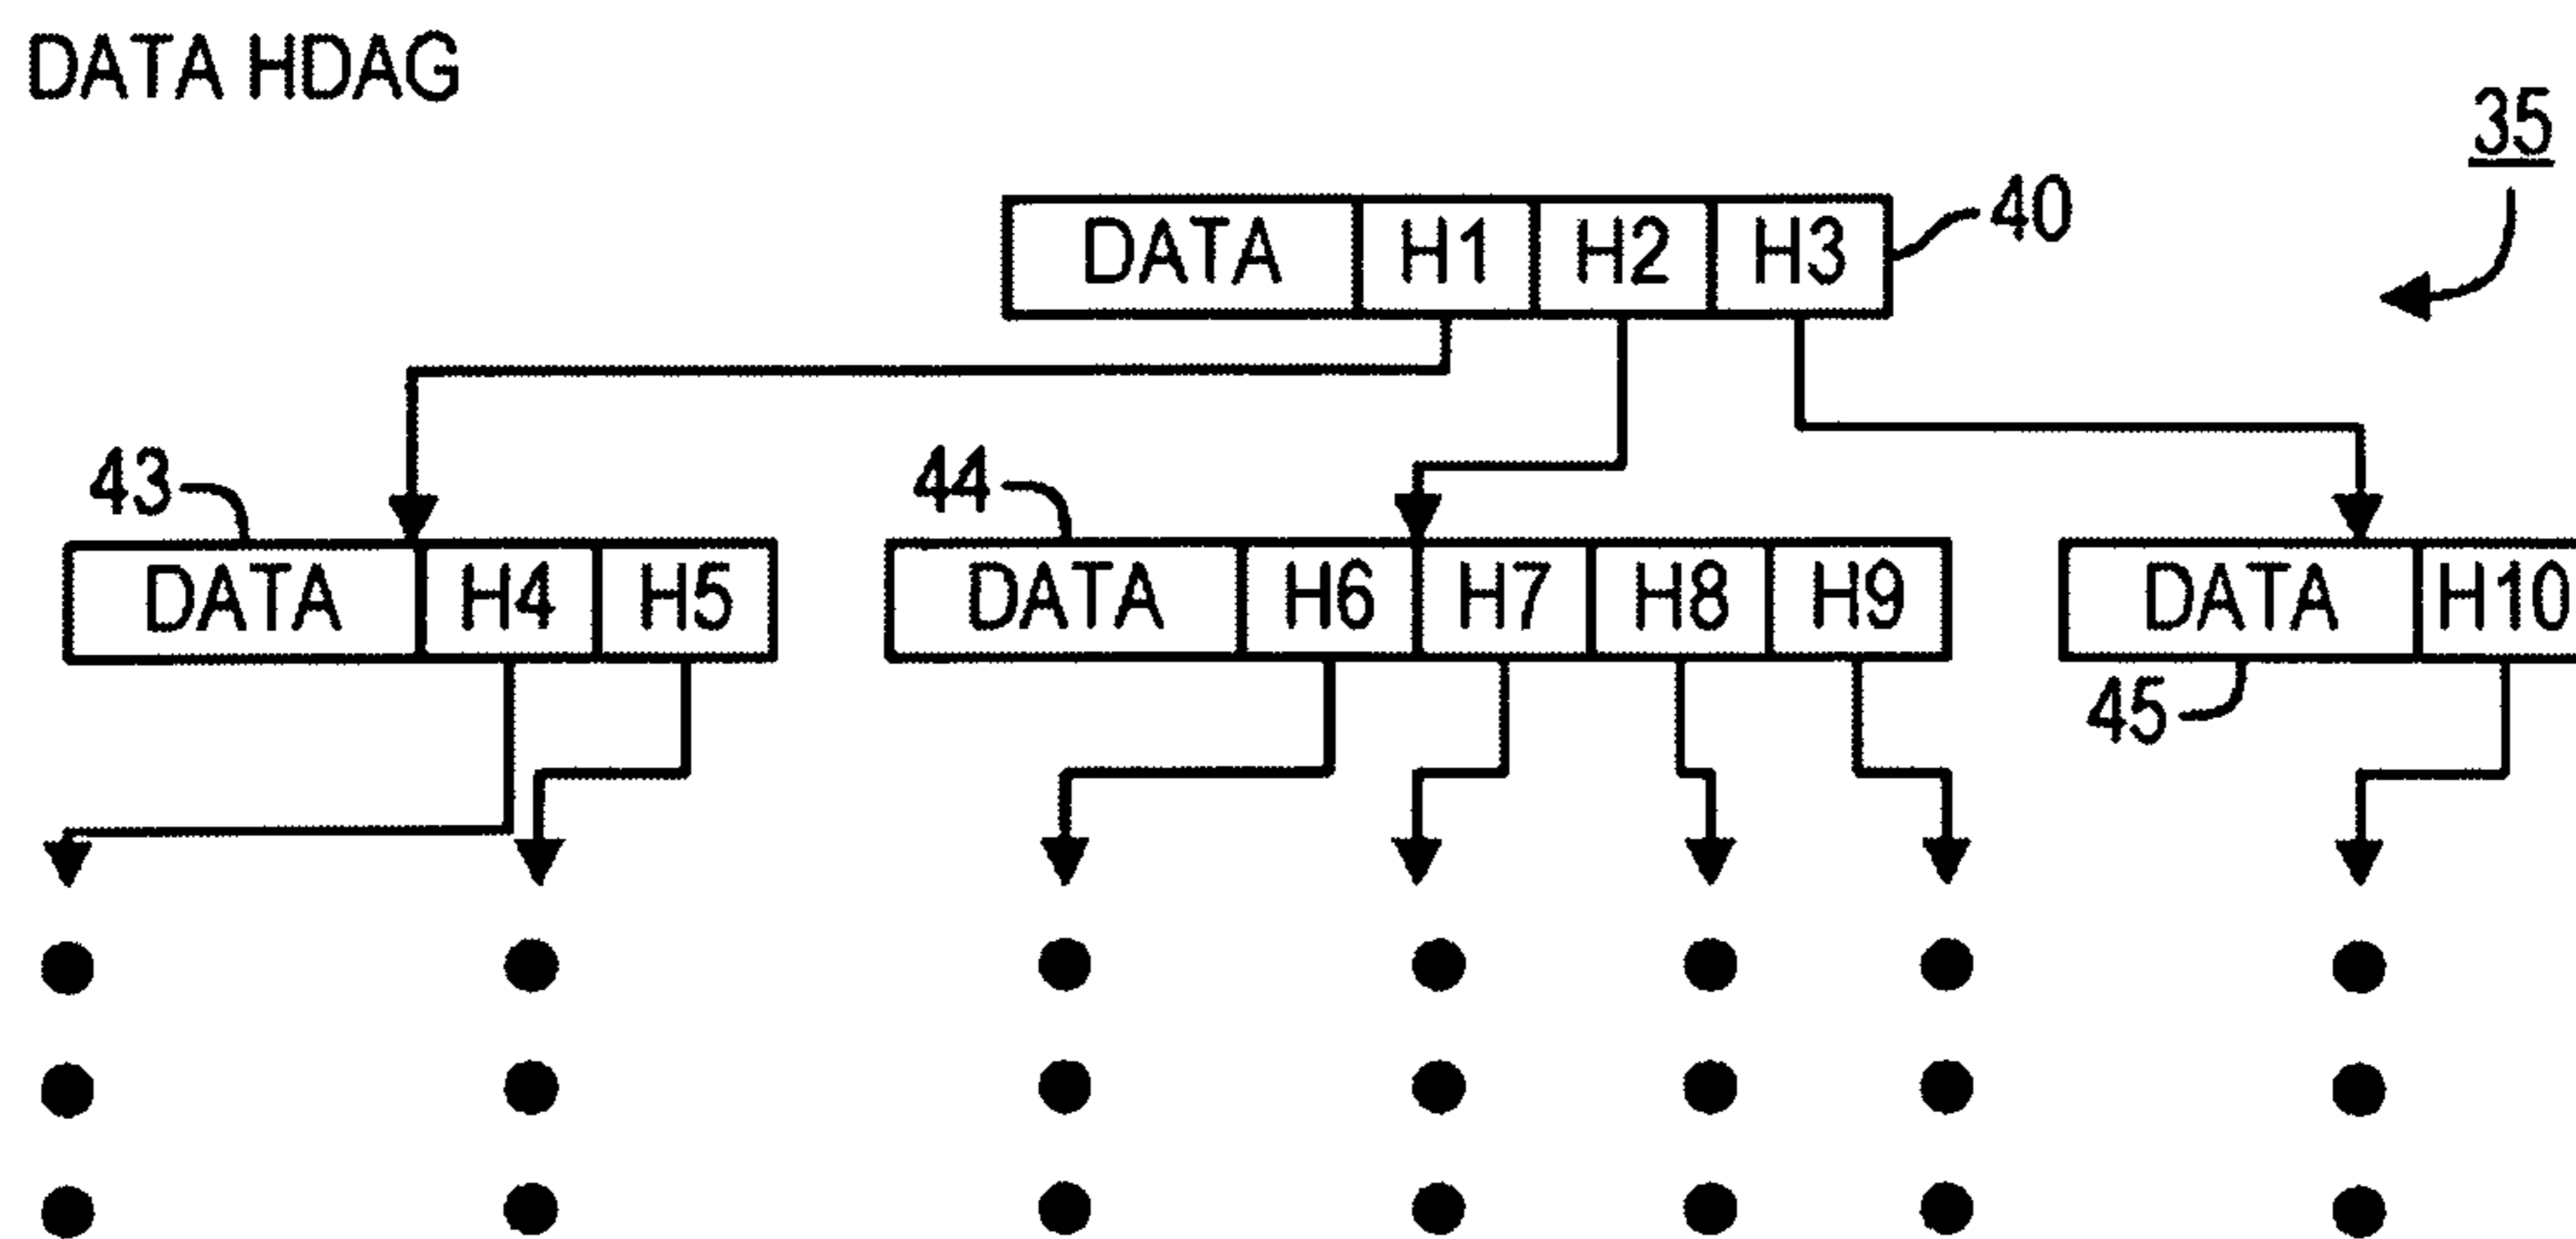 DATA HDAG
35
DATA H1 H2 H3 40
43 44
DATA H4 H5 DATA H6 H7 H8 H9 DATA H10
45